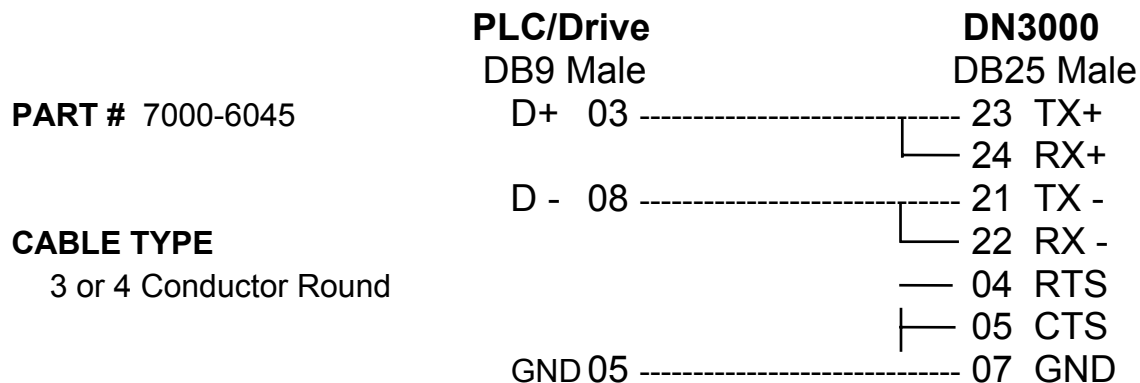 PLC/Drive DN3000
DB9 Male DB25 Male
PART # 7000-6045 D+ 03 ------------------------------ 23 TX+
24 RX+
D - 08 ------------------------------ 21 TX -
CABLE TYPE 22 RX -
3 or 4 Conductor Round 04 RTS
05 CTS
GND 05 ------------------------------ 07 GND